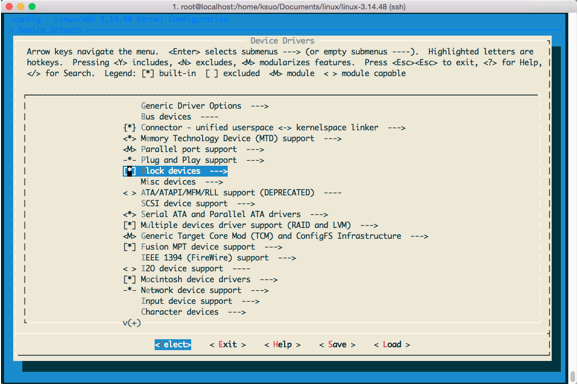 1. root@localhost:/home/ksuo/Documents/linux/linux-3.14.48 (ssh)
config - Linux/x86 3.14.48 Kernel Configuration
> Device Drivers
Device Drivers
Arrow keys navigate the menu. <Enter> selects submenus ---> (or empty submenus ----). Highlighted letters are
hotkeys. Pressing <Y> includes, <N> excludes, <M> modularizes features. Press <Esc><Esc> to exit, <?> for Help,
</> for Search. Legend: [*] built-in [ ] excluded <M> module < > module capable
Generic Driver Options --->
Bus devices ----
{*} Connector - unified userspace <-> kernelspace linker --->
<*> Memory Technology Device (MTD) support --->
<M> Parallel port support --->
-*- Plug and Play support --->
[*] Block devices --->
Misc devices --->
< > ATA/ATAPI/MFM/RLL support (DEPRECATED) ----
SCSI device support --->
<*> Serial ATA and Parallel ATA drivers --->
[*] Multiple devices driver support (RAID and LVM) --->
<M> Generic Target Core Mod (TCM) and ConfigFS Infrastructure --->
[*] Fusion MPT device support --->
IEEE 1394 (FireWire) support --->
< > I2O device support ----
[*] Macintosh device drivers --->
-*- Network device support --->
Input device support --->
Character devices --->
v(+)
< elect> < Exit > < Help > < Save > < Load >